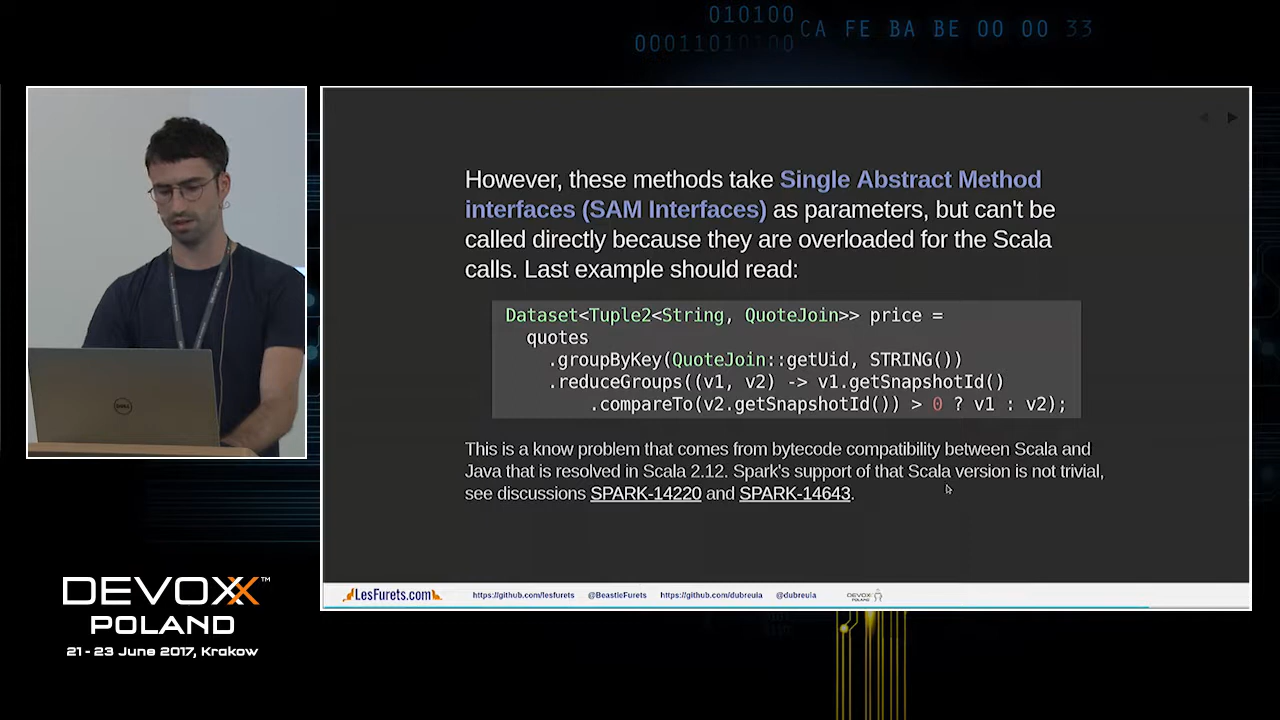 010100
00011010100
CA FE BA BE 00 00 33
However, these methods take Single Abstract Method
interfaces (SAM Interfaces) as parameters, but can't be
called directly because they are overloaded for the Scala
calls. Last example should read:
Dataset<Tuple2<String, QuoteJoin>> price =
quotes
.groupByKey(QuoteJoin::getUid, STRING())
.reduceGroups((v1, v2) -> v1.getSnapshotId()
.compareTo(v2.getSnapshotId()) > 0 ? v1 : v2);
This is a know problem that comes from bytecode compatibility between Scala and
Java that is resolved in Scala 2.12. Spark's support of that Scala version is not trivial,
see discussions SPARK-14220 and SPARK-14643.
DELL
LesFurets.com
https://github.com/lesfurets
@BeastieFurets
https://github.com/dubreuia
@dubreuia
DEVOXX
POLAND
DEVOXX™
POLAND
21 - 23 June 2017, Krakow